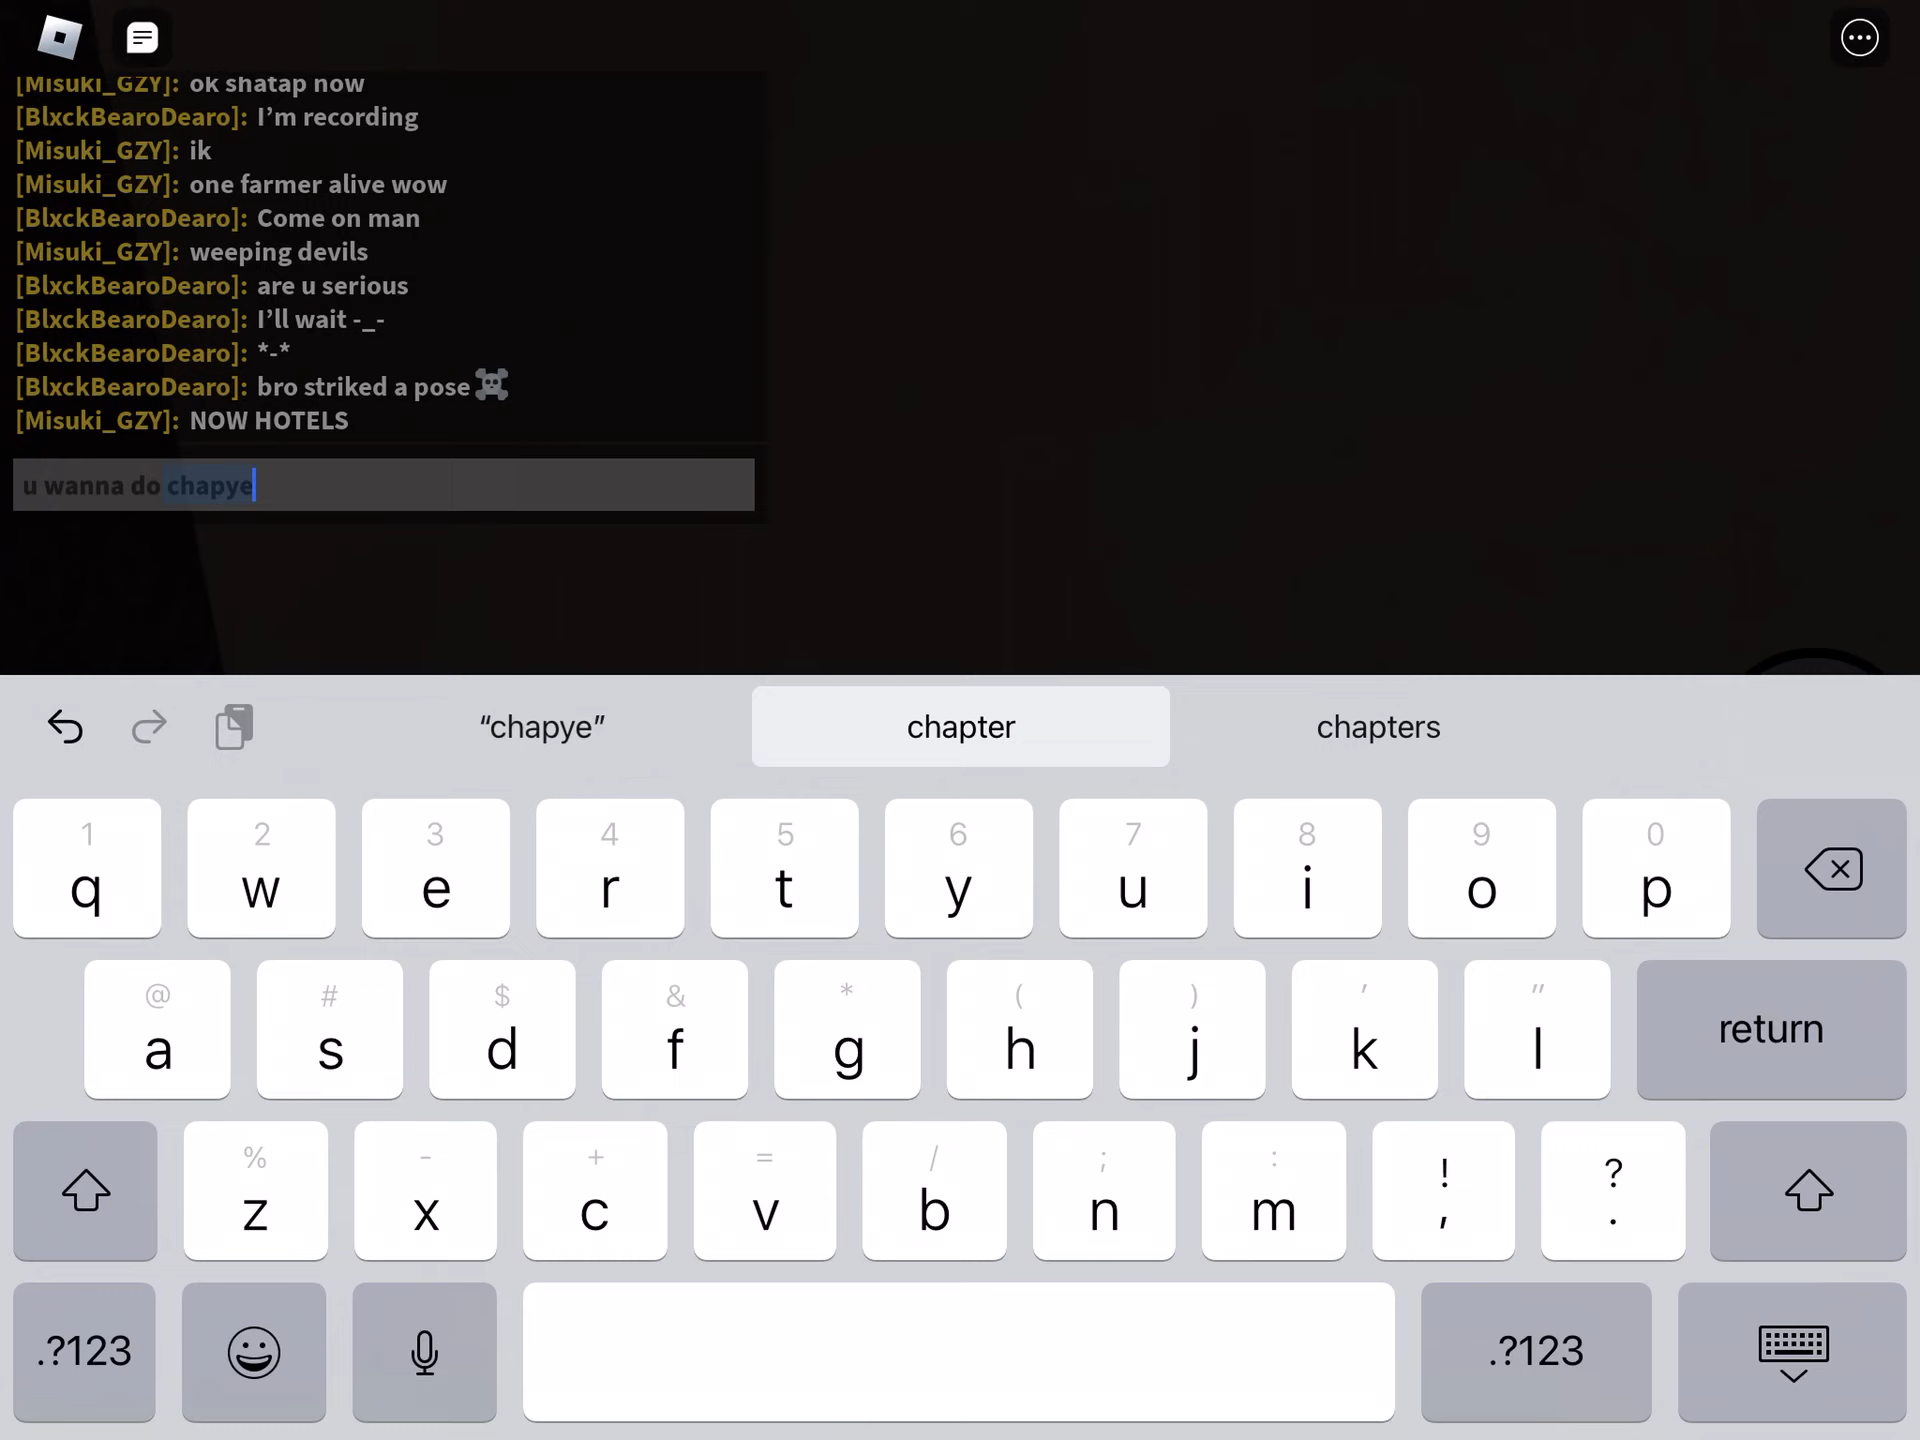 [Misuki_GZY]: ok shatap now
[BlxckBearoDearo]: I’m recording
[Misuki_GZY]: ik
[Misuki_GZY]: one farmer alive wow
[BlxckBearoDearo]: Come on man
[Misuki_GZY]: weeping devils
[BlxckBearoDearo]: are u serious
[BlxckBearoDearo]: I’ll wait -_-
[BlxckBearoDearo]: *-*
[BlxckBearoDearo]: bro striked a pose ☠️
[Misuki_GZY]: NOW HOTELS
u wanna do chapye
“chapye” chapter chapters
1 2 3 4 5 6 7 8 9 0
q w e r t y u i o p
@ # $ & * ( ) ' "
a s d f g h j k l return
% - + = / ; : ! ?
z x c v b n m , .
.?123 .?123